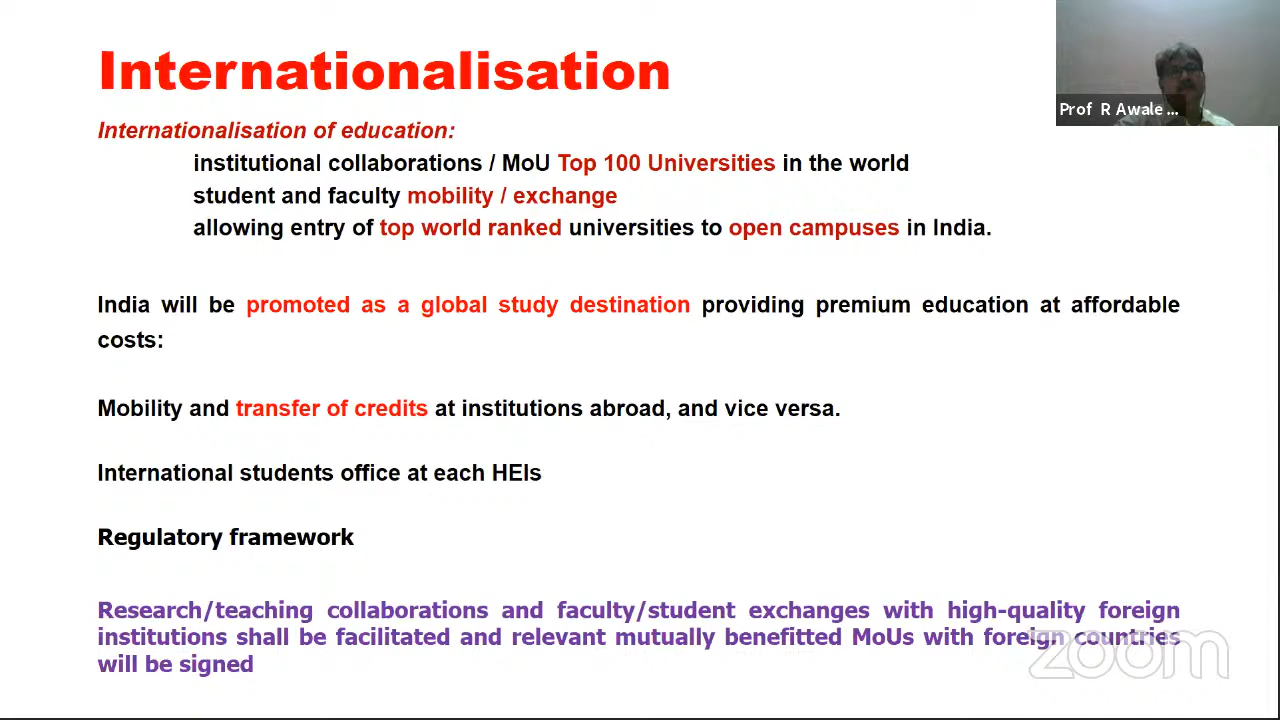 Internationalisation
Prof R Awale ...
Internationalisation of education:
institutional collaborations / MoU Top 100 Universities in the world
student and faculty mobility / exchange
allowing entry of top world ranked universities to open campuses in India.
India will be promoted as a global study destination providing premium education at affordable
costs:
Mobility and transfer of credits at institutions abroad, and vice versa.
International students office at each HEIs
Regulatory framework
Research/teaching collaborations and faculty/student exchanges with high-quality foreign
institutions shall be facilitated and relevant mutually benefitted MoUs with foreign countries
will be signed
zoom